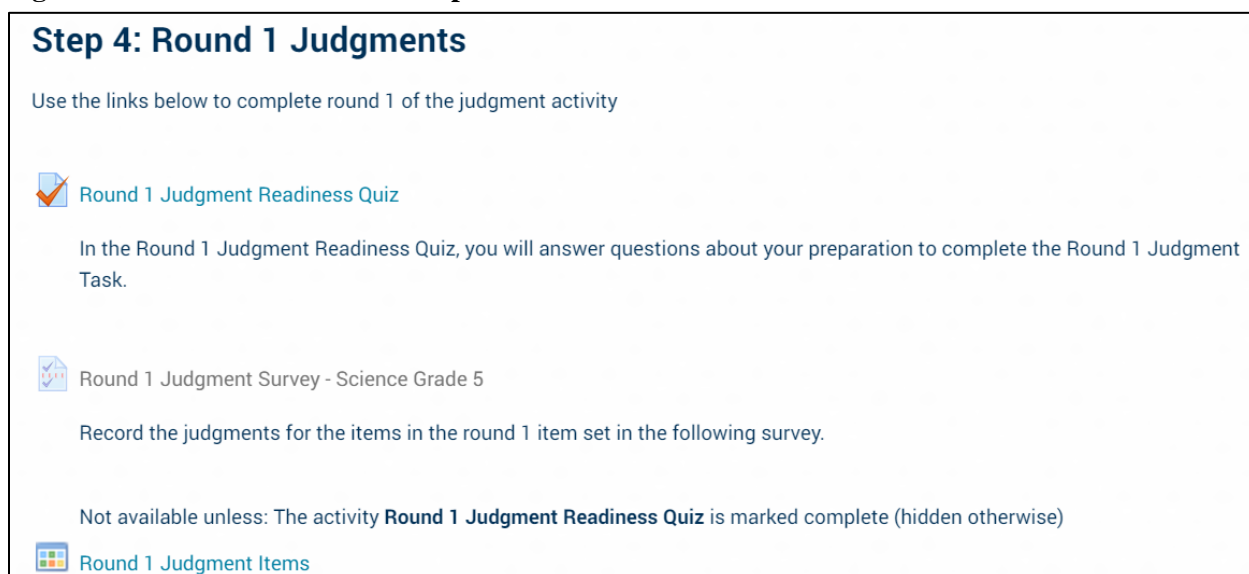 Step 4: Round 1 Judgments
Use the links below to complete round 1 of the judgment activity
Round 1 Judgment Readiness Quiz
In the Round 1 Judgment Readiness Quiz, you will answer questions about your preparation to complete the Round 1 Judgment
Task.
Round 1 Judgment Survey - Science Grade 5
Record the judgments for the items in the round 1 item set in the following survey.
Not available unless: The activity Round 1 Judgment Readiness Quiz is marked complete (hidden otherwise)
Round 1 Judgment Items